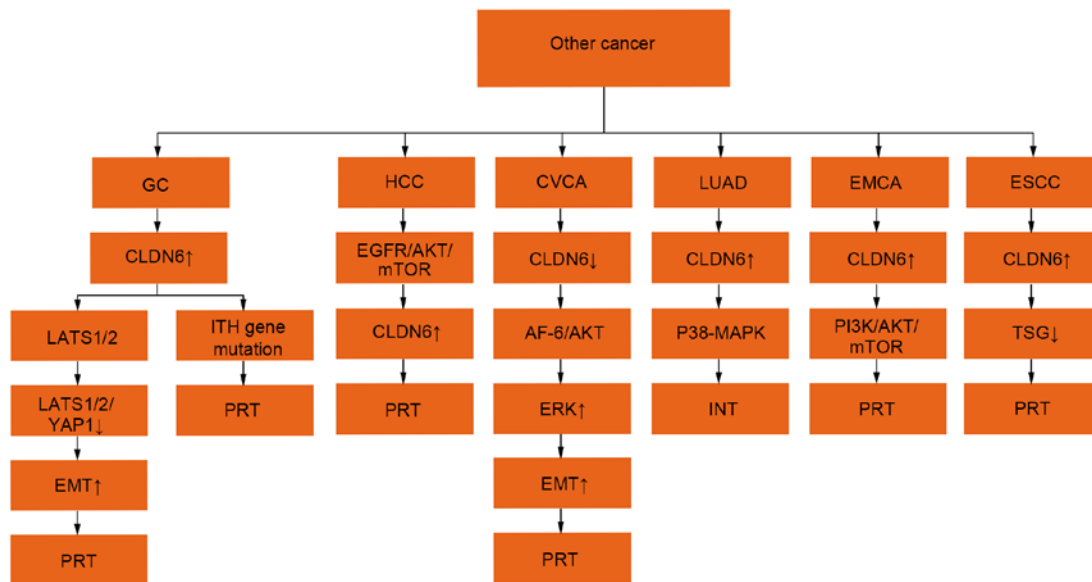 Other cancer
GC
HCC
CVCA
LUAD
EMCA
ESCC
CLDN6↑
EGFR/AKT/
mTOR
CLDN6↓
CLDN6↑
CLDN6↑
CLDN6↑
LATS1/2
ITH gene
mutation
CLDN6↑
AF-6/AKT
P38-MAPK
PI3K/AKT/
mTOR
TSG↓
LATS1/2/
YAP1↓
PRT
PRT
ERK↑
INT
PRT
PRT
EMT↑
EMT↑
PRT
PRT